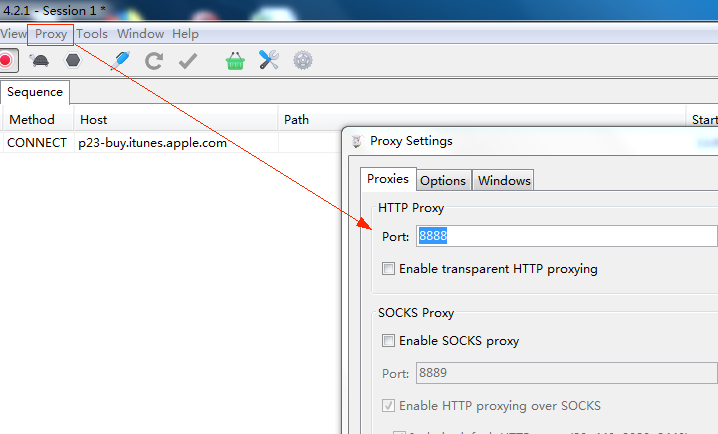 4.2.1 - Session 1 *
View Proxy Tools Window Help
Sequence
Method Host Path Start
CONNECT p23-buy.itunes.apple.com
Proxy Settings
Proxies Options Windows
HTTP Proxy
Port: 8888
Enable transparent HTTP proxying
SOCKS Proxy
Enable SOCKS proxy
Port: 8889
Enable HTTP proxying over SOCKS